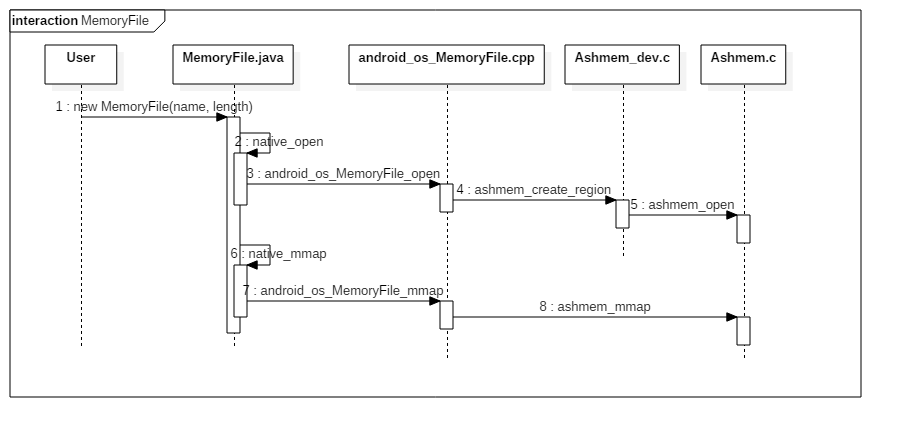 interaction MemoryFile
User
MemoryFile.java
android_os_MemoryFile.cpp
Ashmem_dev.c
Ashmem.c
1 : new MemoryFile(name, length)
2 : native_open
3 : android_os_MemoryFile_open
4 : ashmem_create_region
5 : ashmem_open
6 : native_mmap
7 : android_os_MemoryFile_mmap
8 : ashmem_mmap